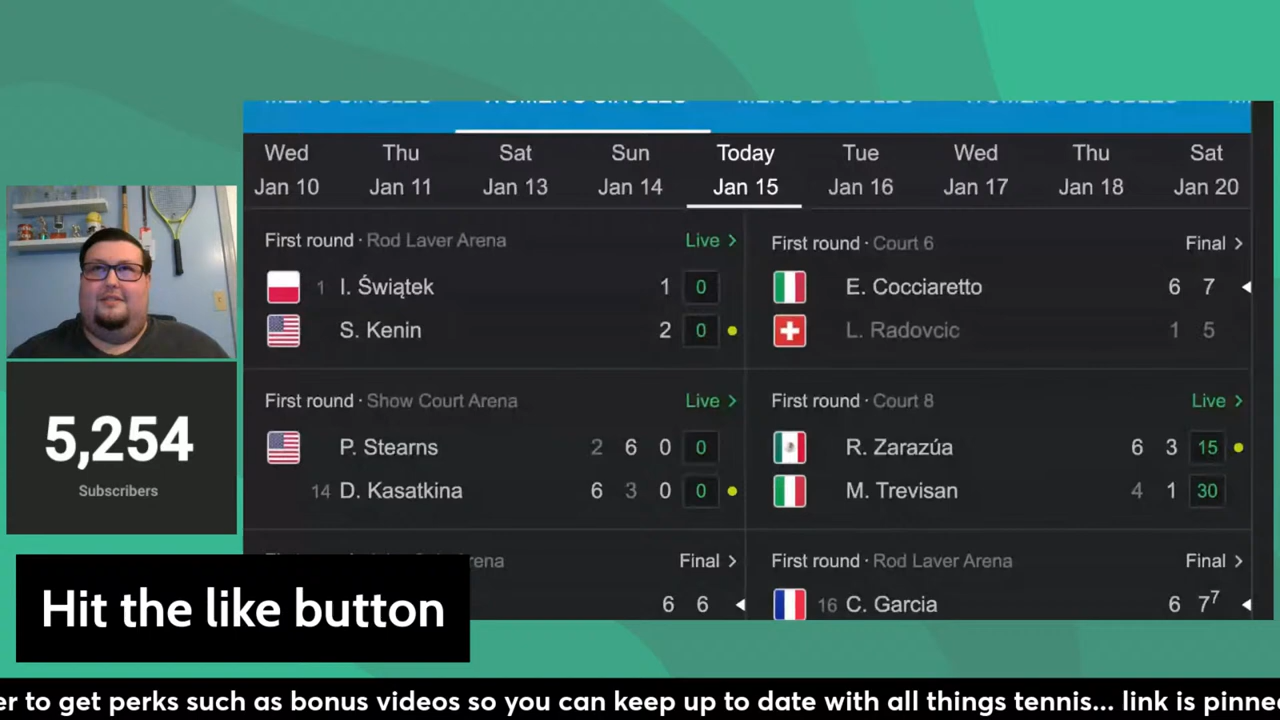 Wed Thu Sat Sun Today Tue Wed Thu Sat
Jan 10 Jan 11 Jan 13 Jan 14 Jan 15 Jan 16 Jan 17 Jan 18 Jan 20
First round · Rod Laver Arena Live >
1 I. Świątek 1 0
S. Kenin 2 0
First round · Court 6 Final >
E. Cocciaretto 6 7
L. Radovcic 1 5
First round · Show Court Arena Live >
P. Stearns 2 6 0 0
14 D. Kasatkina 6 3 0 0
First round · Court 8 Live >
R. Zarazúa 6 3 15
M. Trevisan 4 1 30
Final >
6 6
First round · Rod Laver Arena Final >
16 C. Garcia 6 7⁷
5,254
Subscribers
Hit the like button
to get perks such as bonus videos so you can keep up to date with all things tennis... link is